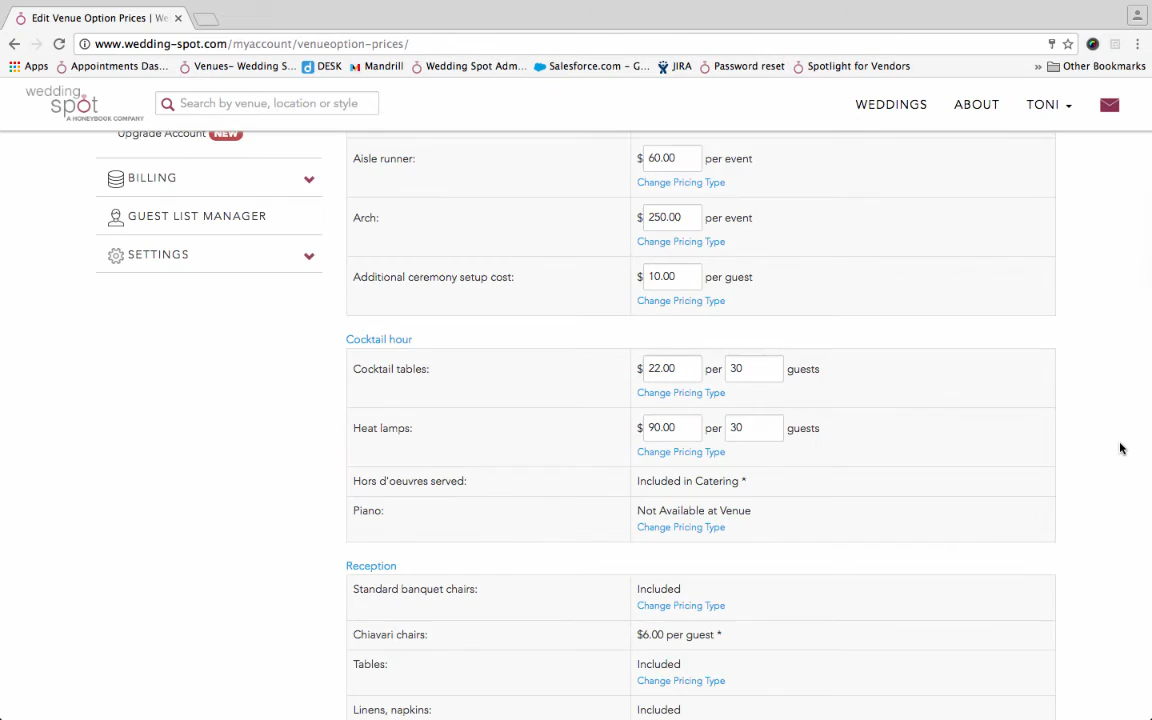 Edit Venue Option Prices | We
www.wedding-spot.com/myaccount/venueoption-prices/
Apps Appointments Das... Venues- Wedding S... DESK Mandrill Wedding Spot Adm... Salesforce.com - G... JIRA Password reset Spotlight for Vendors » Other Bookmarks
wedding
spot
A HONEYBOOK COMPANY
Search by venue, location or style
WEDDINGS ABOUT TONI
Upgrade Account NEW
BILLING
GUEST LIST MANAGER
SETTINGS
Aisle runner: $ 60.00 per event
Change Pricing Type
Arch: $ 250.00 per event
Change Pricing Type
Additional ceremony setup cost: $ 10.00 per guest
Change Pricing Type
Cocktail hour
Cocktail tables: $ 22.00 per 30 guests
Change Pricing Type
Heat lamps: $ 90.00 per 30 guests
Change Pricing Type
Hors d'oeuvres served: Included in Catering *
Piano: Not Available at Venue
Change Pricing Type
Reception
Standard banquet chairs: Included
Change Pricing Type
Chiavari chairs: $6.00 per guest *
Tables: Included
Change Pricing Type
Linens, napkins: Included